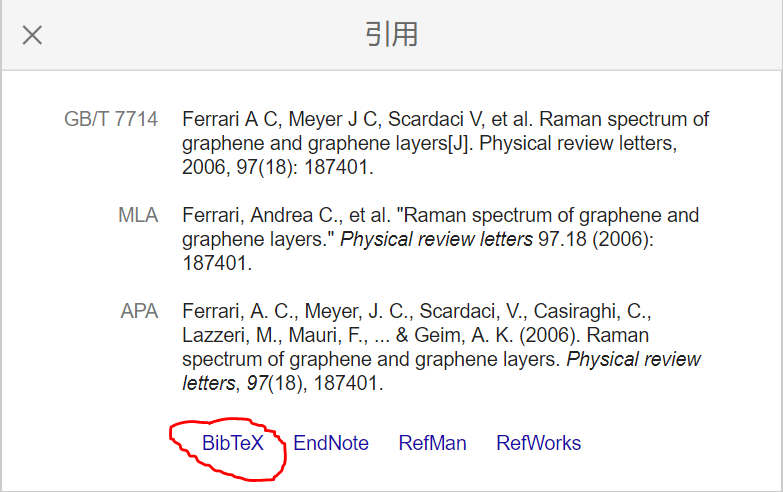 引用
GB/T 7714 Ferrari A C, Meyer J C, Scardaci V, et al. Raman spectrum of
graphene and graphene layers[J]. Physical review letters,
2006, 97(18): 187401.
MLA Ferrari, Andrea C., et al. "Raman spectrum of graphene and
graphene layers." Physical review letters 97.18 (2006):
187401.
APA Ferrari, A. C., Meyer, J. C., Scardaci, V., Casiraghi, C.,
Lazzeri, M., Mauri, F., ... & Geim, A. K. (2006). Raman
spectrum of graphene and graphene layers. Physical review
letters, 97(18), 187401.
BibTeX EndNote RefMan RefWorks